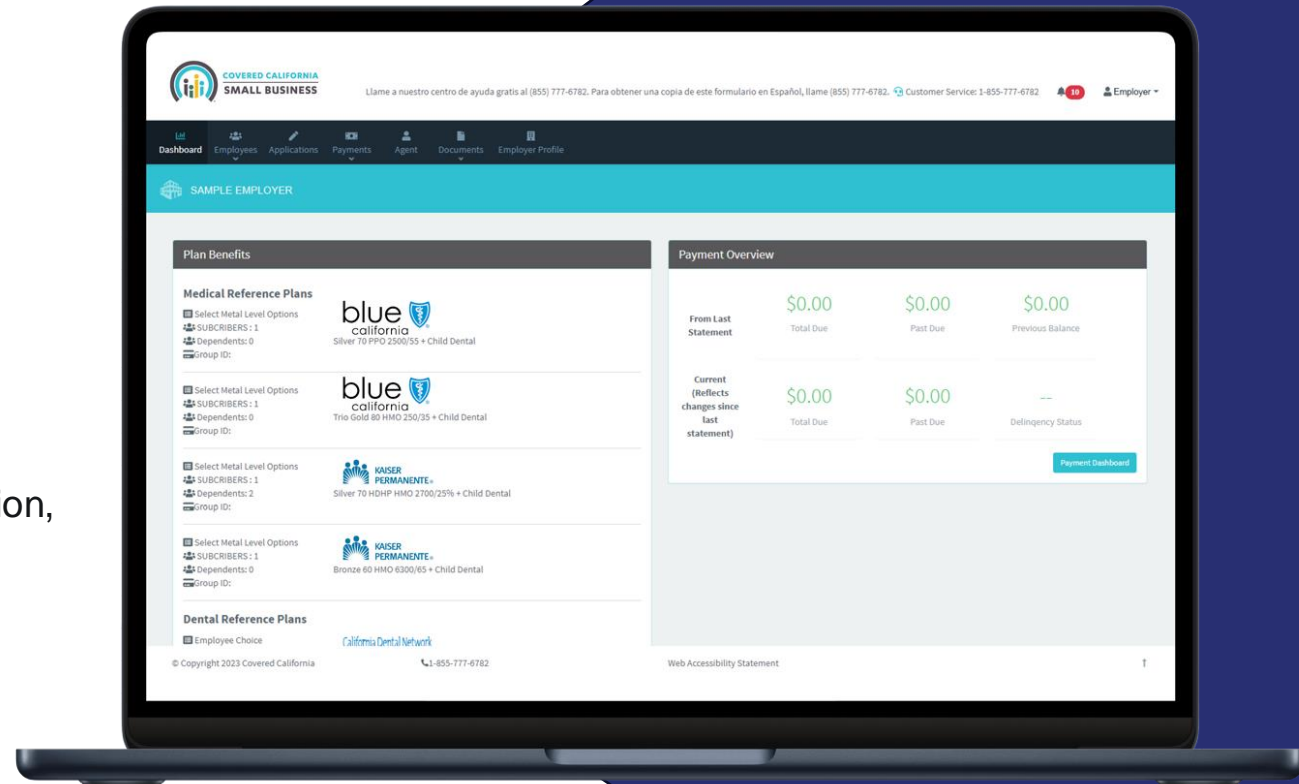 COVERED CALIFORNIA
SMALL BUSINESS
Llame a nuestro centro de ayuda gratis al (855) 777-6782. Para obtener una copia de este formulario en Español, llame (855) 777-6782. Customer Service: 1-855-777-6782
10
Employer
Dashboard Employees Applications Payments Agent Documents Employer Profile
SAMPLE EMPLOYER
Plan Benefits
Medical Reference Plans
Select Metal Level Options
SUBCRIBERS : 1
Dependents: 0
Group ID:
blue
california
Silver 70 PPO 2500/55 + Child Dental
Select Metal Level Options
SUBCRIBERS : 1
Dependents: 0
Group ID:
blue
california
Trio Gold 80 HMO 250/35 + Child Dental
Select Metal Level Options
SUBCRIBERS : 1
Dependents: 2
Group ID:
KAISER
PERMANENTE®
Silver 70 HDHP HMO 2700/25% + Child Dental
Select Metal Level Options
SUBCRIBERS : 1
Dependents: 0
Group ID:
KAISER
PERMANENTE®
Bronze 60 HMO 6300/65 + Child Dental
Dental Reference Plans
Employee Choice
California Dental Network
Payment Overview
From Last
Statement
$0.00
Total Due
$0.00
Past Due
$0.00
Previous Balance
Current
(Reflects
changes since
last
statement)
$0.00
Total Due
$0.00
Past Due
--
Delinqency Status
Payment Dashboard
© Copyright 2023 Covered California
1-855-777-6782
Web Accessibility Statement
ion,